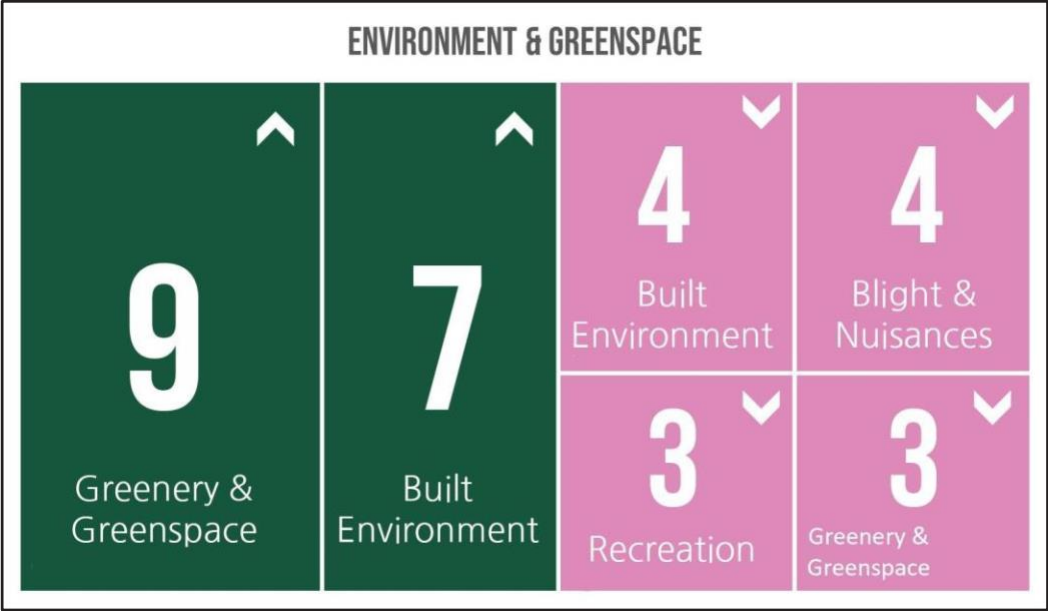 ENVIRONMENT & GREENSPACE
9
Greenery &
Greenspace
7
Built
Environment
4
Built
Environment
4
Blight &
Nuisances
3
Recreation
3
Greenery &
Greenspace